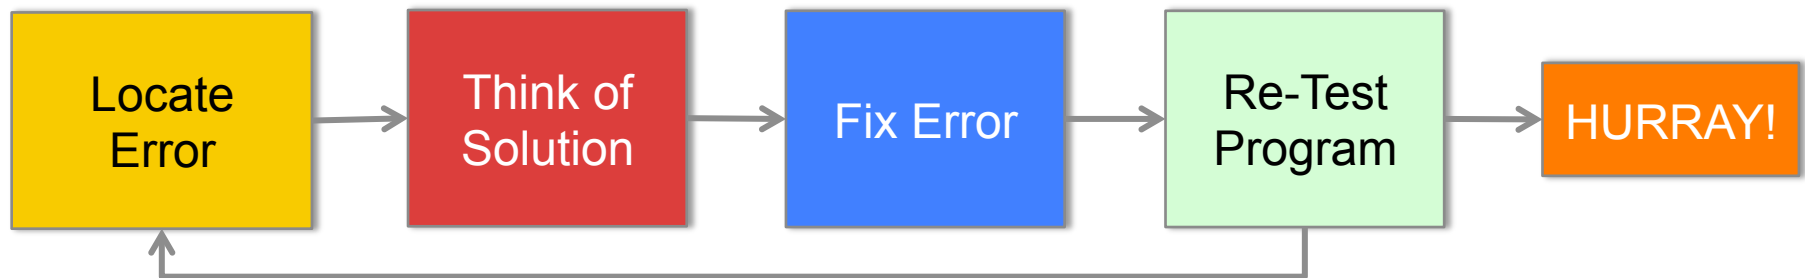 Locate
Error
Think of
Solution
Fix Error
Re-Test
Program
HURRAY!